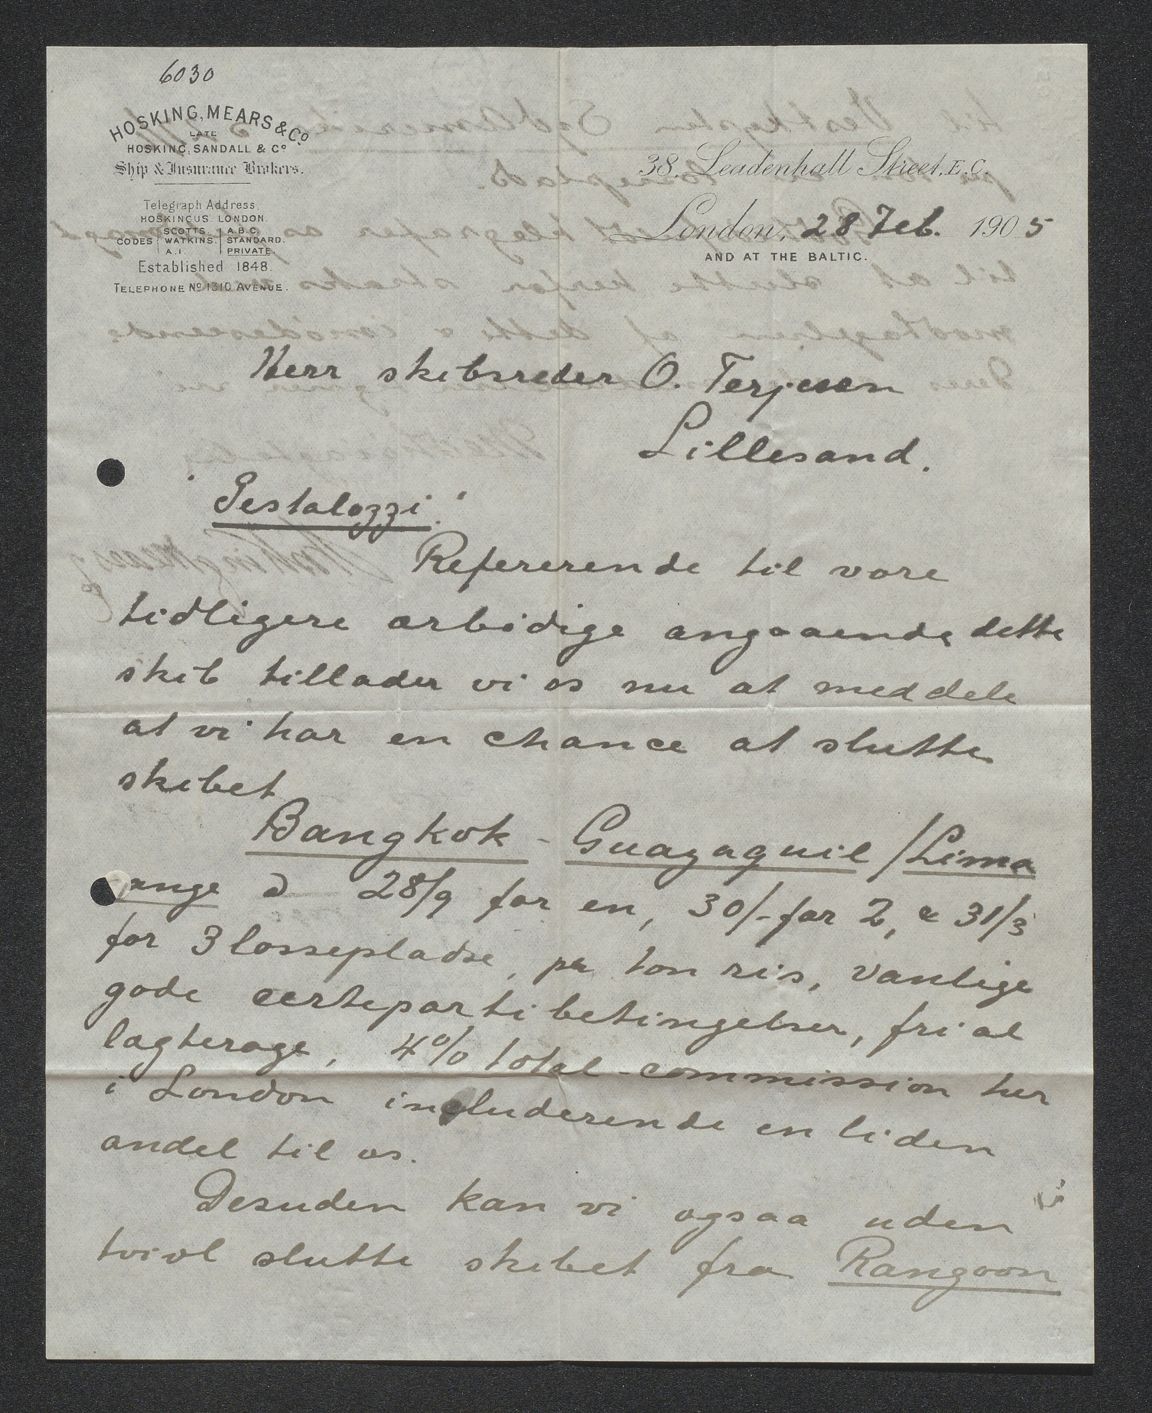 6030
HOSKING, MEARS & Co
LATE
HOSKING, SANDALL & Co
Ship & Insurance Brokers.
Telegraph Address
HOSKINGUS LONDON.
CODES
SCOTTS
WATKINS.
A.1
A.B.C.
STANDARD.
PRIVATE.
Established 1848.
TELEPHONE No 1310 AVENUE.
38, Leadenhall Street, E.C.
London, 28 Feb. 1905
AND AT THE BALTIC.
Herr skibsreder O. Terjesen
Lillesand.
"Pestalozzi."
Refererende til vore
tidligere arbidige angaaende dette
skib tillader vi os nu at meddele
at vi har en chance at slutte
skibet
Bangkok - Guayaquil / Lima
range à 28/9 for en, 30/- for 2, & 31/3
for 3 lossepladse, per ton ris, vanlige
gode certepartibetingelser, fri al
lagterage, 4% total commission her
i London includerende en liden
andel til os.
Desuden kan vi ogsaa uden
tvivl slutte skibet fra Rangoon